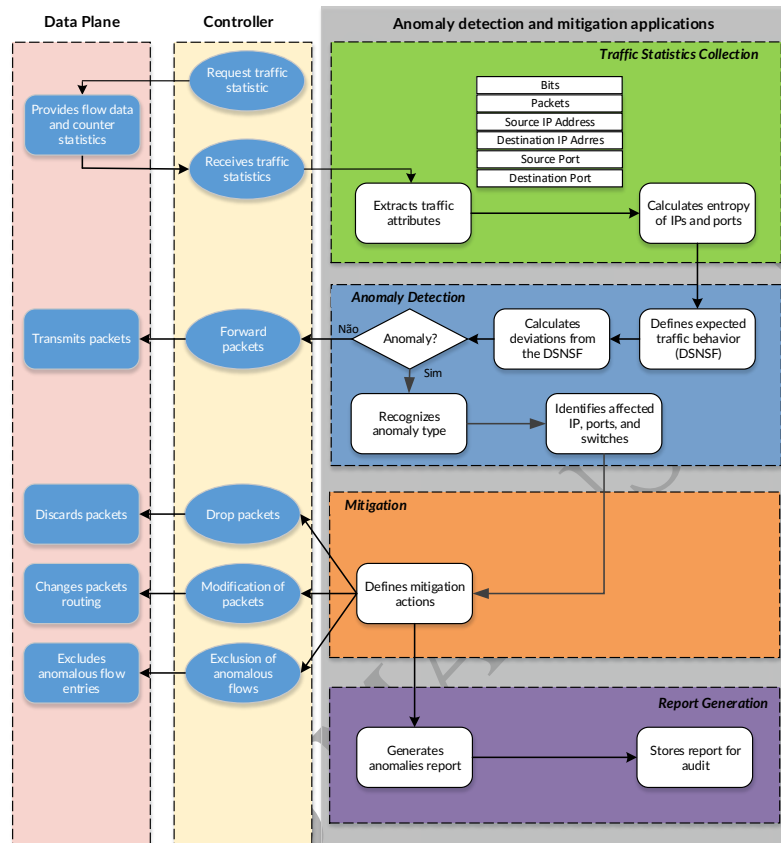 Data Plane
Controller
Anomaly detection and mitigation applications
Traffic Statistics Collection
Request traffic
statistic
Provides flow data
and counter
statistics
Receives traffic
statistics
Bits
Packets
Source IP Address
Destination IP Adrres
Source Port
Destination Port
Extracts traffic
attributes
Calculates entropy
of IPs and ports
Anomaly Detection
Transmits packets
Forward
packets
Não
Anomaly?
Sim
Calculates
deviations from
the DSNSF
Defines expected
traffic behavior
(DSNSF)
Recognizes
anomaly type
Identifies affected
IP, ports, and
switches
Mitigation
Discards packets
Drop packets
Changes packets
routing
Modification of
packets
Defines mitigation
actions
Excludes
anomalous flow
entries
Exclusion of
anomalous
flows
Report Generation
Generates
anomalies report
Stores report for
audit